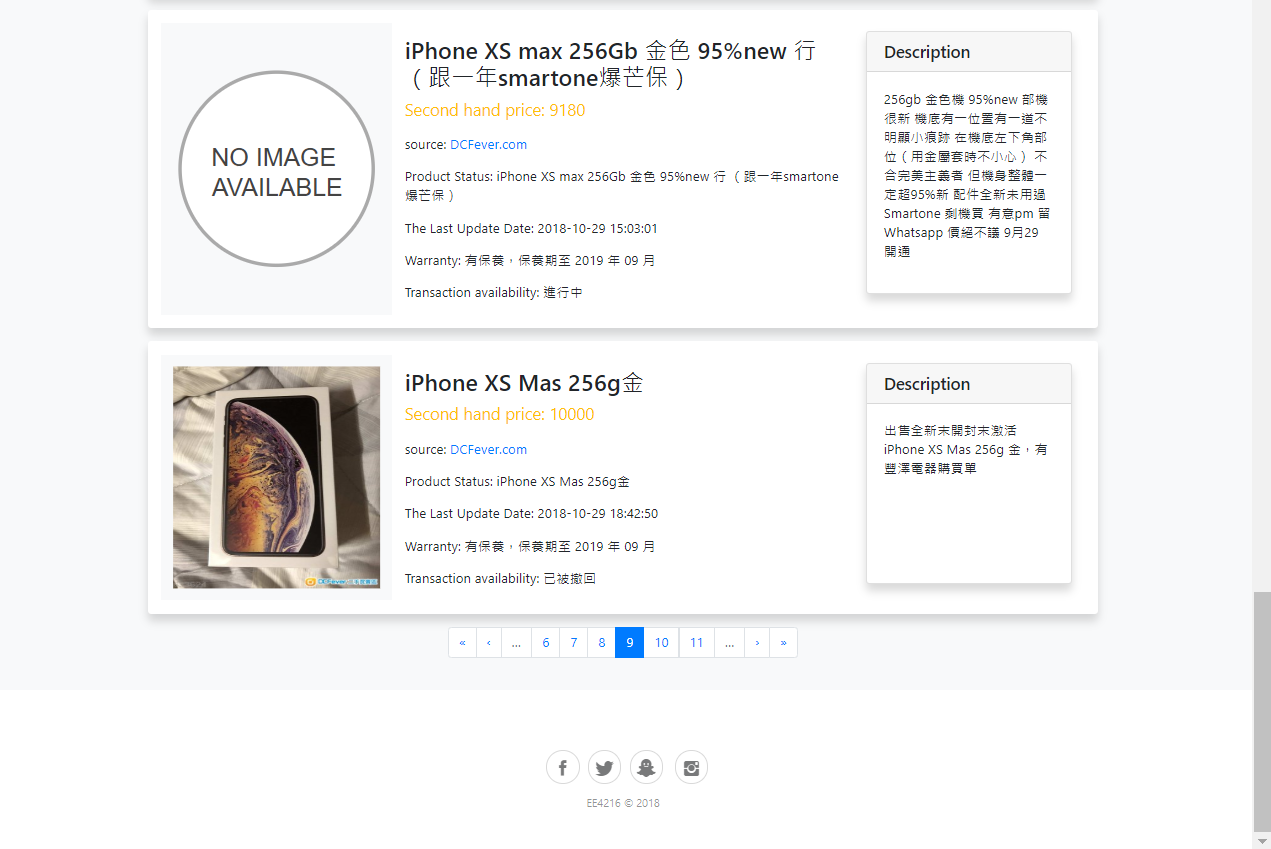 iPhone XS max 256Gb 金色 95%new 行
（跟一年smartone爆芒保）
Second hand price: 9180
source: DCFever.com
Product Status: iPhone XS max 256Gb 金色 95%new 行 （跟一年smartone
爆芒保）
The Last Update Date: 2018-10-29 15:03:01
Warranty: 有保養，保養期至 2019 年 09 月
Transaction availability: 進行中
NO IMAGE
AVAILABLE
Description
256gb 金色機 95%new 部機
很新 機底有一位置有一道不
明顯小痕跡 在機底左下角部
位（用金屬套時不小心） 不
合完美主義者 但機身整體一
定超95%新 配件全新未用過
Smartone 剩機買 有意pm 留
Whatsapp 價絕不議 9月29
開通
iPhone XS Mas 256g金
Second hand price: 10000
source: DCFever.com
Product Status: iPhone XS Mas 256g金
The Last Update Date: 2018-10-29 18:42:50
Warranty: 有保養，保養期至 2019 年 09 月
Transaction availability: 已被撤回
Description
出售全新末開封末激活
iPhone XS Mas 256g 金，有
豐澤電器購買單
« ‹ ... 6 7 8 9 10 11 ... › »
EE4216 © 2018